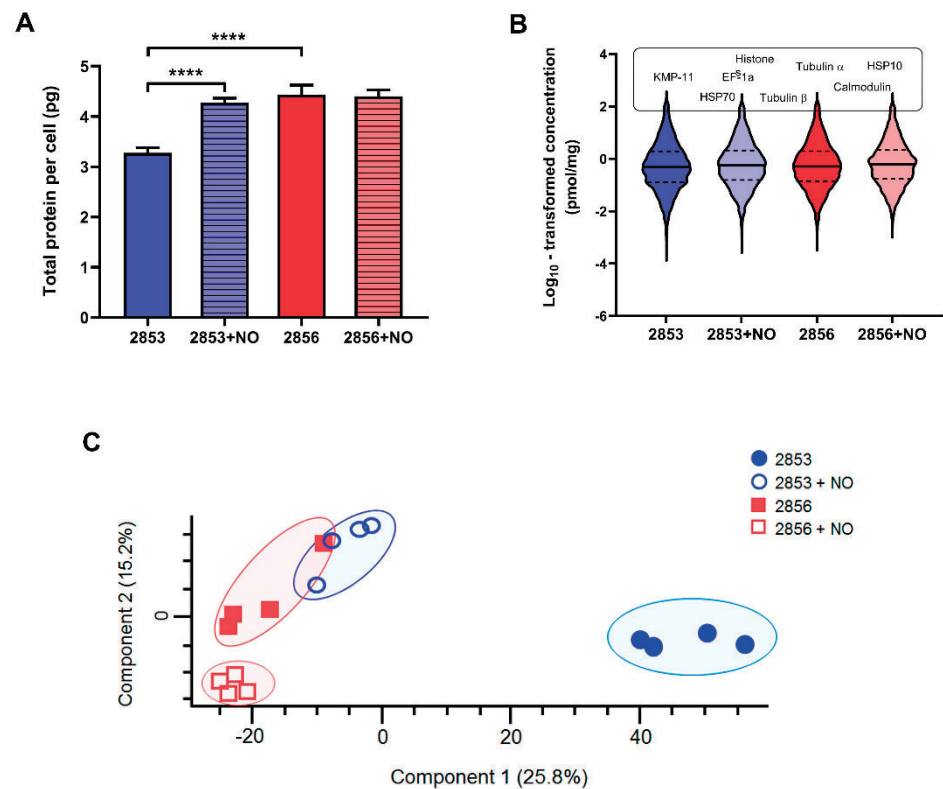 A
Total protein per cell (pg)
5
4
3
2
1
0
****
****
2853
2853+NO
2856
2856+NO
B
Log10 - transformed concentration
(pmol/mg)
4
2
0
-2
-4
-6
Histone
KMP-11
EF-1a
Tubulin α
HSP10
s
HSP70
Tubulin β
Calmodulin
2853
2853+NO
2856
2856+NO
C
2853
2853 + NO
2856
2856 + NO
Component 2 (15.2%)
0
-20
0
20
40
Component 1 (25.8%)